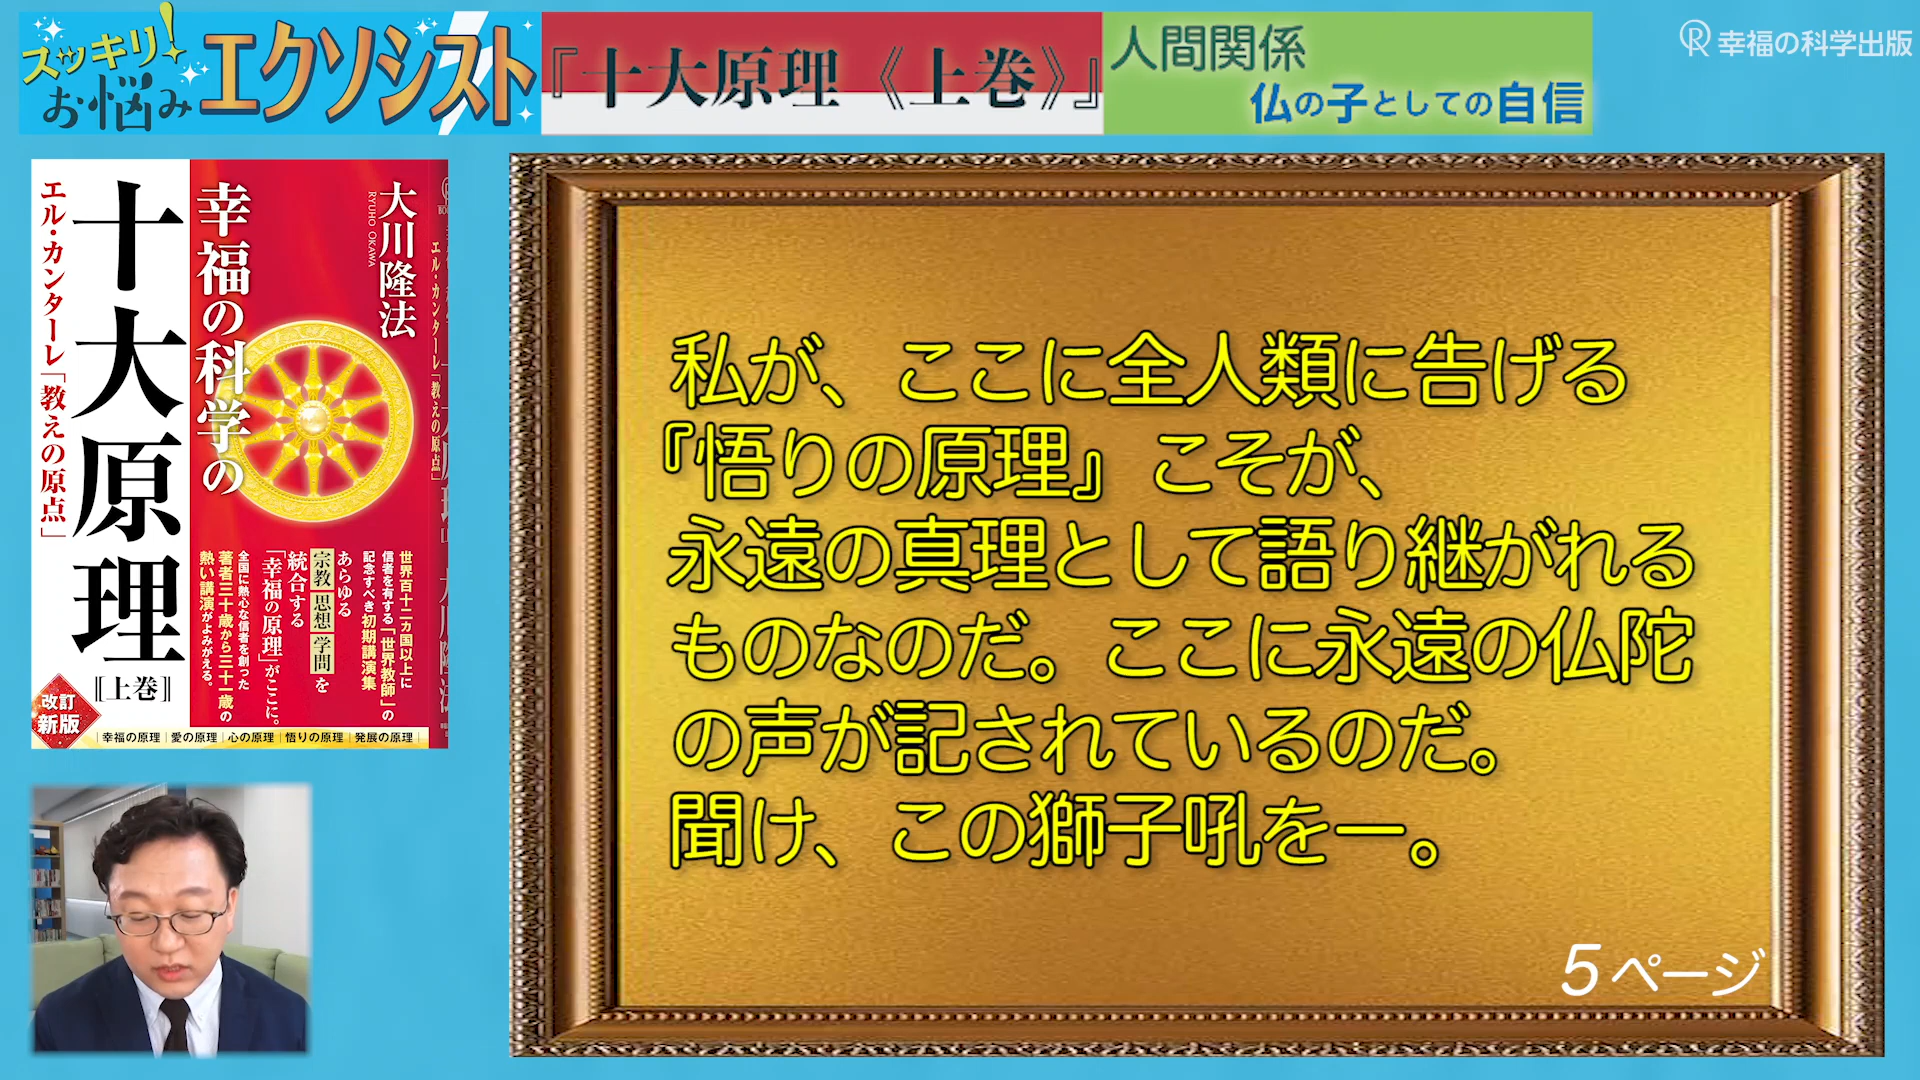 スッキリ!
お悩み
エクソシスト
『十大原理《上巻》』
人間関係
仏の子としての自信
幸福の科学出版
大川隆法
RYUHO OKAWA
幸福の科学の
十大原理
〚上巻〛
エル・カンターレ「教えの原点」
世界百十二カ国以上に
信者を有する「世界教師」の
記念すべき初期講演集
あらゆる
宗教 思想 学問を
統合する
「幸福の原理」がここに。
全国に熱心な信者を創った
著者三十歳から三十一歳の
熱い講演がよみがえる。
改訂
新版
幸福の原理|愛の原理|心の原理|悟りの原理|発展の原理
エル・カンターレ「教えの原点」
私が、ここに全人類に告げる
『悟りの原理』こそが、
永遠の真理として語り継がれる
ものなのだ。ここに永遠の仏陀
の声が記されているのだ。
聞け、この獅子吼をー。
5ページ